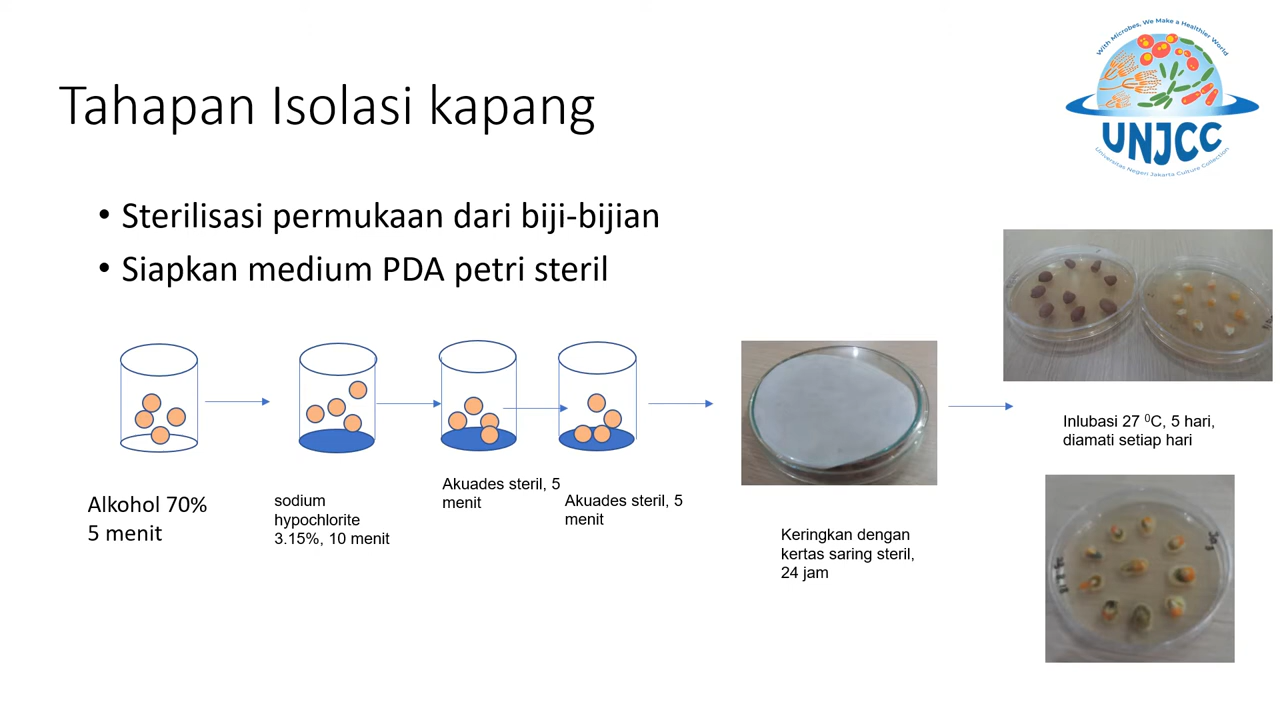 With Microbes, We Make a Healthier World
UNJCC
Universitas Negeri Jakarta Culture Collection
Tahapan Isolasi kapang
• Sterilisasi permukaan dari biji-bijian
• Siapkan medium PDA petri steril
Alkohol 70%
5 menit
sodium
hypochlorite
3.15%, 10 menit
Akuades steril, 5
menit
Akuades steril, 5
menit
Keringkan dengan
kertas saring steril,
24 jam
Inlubasi 27 ⁰C, 5 hari,
diamati setiap hari